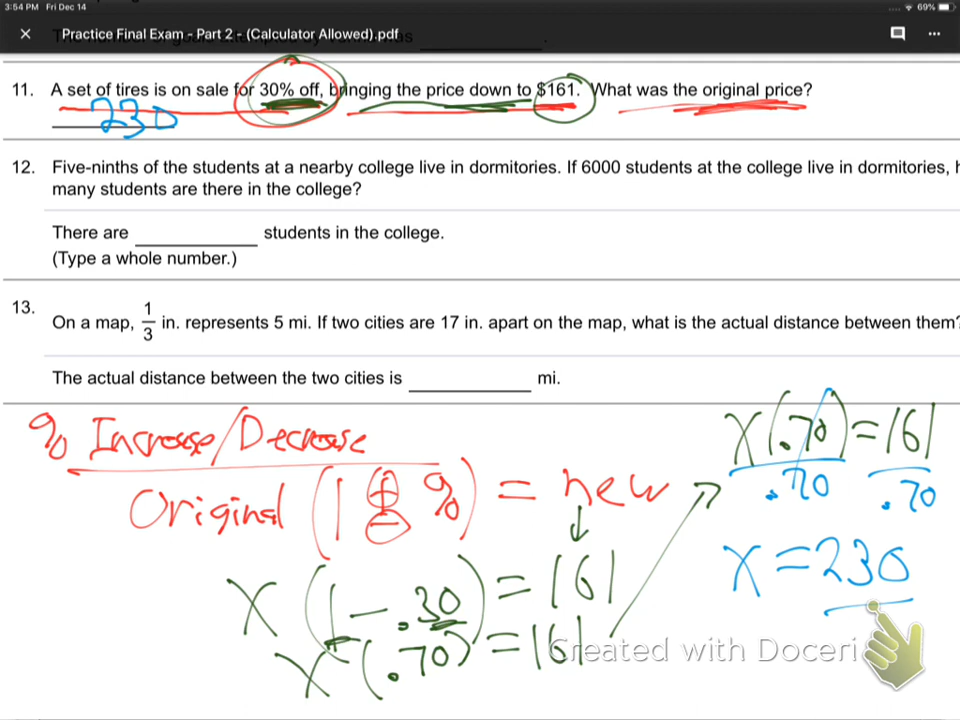 3:54 PM Fri Dec 14
69%
Practice Final Exam - Part 2 - (Calculator Allowed).pdf
11. A set of tires is on sale for 30% off, bringing the price down to $161. What was the original price?
230
12. Five-ninths of the students at a nearby college live in dormitories. If 6000 students at the college live in dormitories, h
many students are there in the college?
There are ____________ students in the college.
(Type a whole number.)
13. On a map, 1/3 in. represents 5 mi. If two cities are 17 in. apart on the map, what is the actual distance between them?
The actual distance between the two cities is ____________ mi.
% Increase/Decrease
Original (1 ± %) = new
x (1 - .30) = 161
x (.70) = 161
x (.70) = 161
.70 .70
x = 230
Created with Doceri